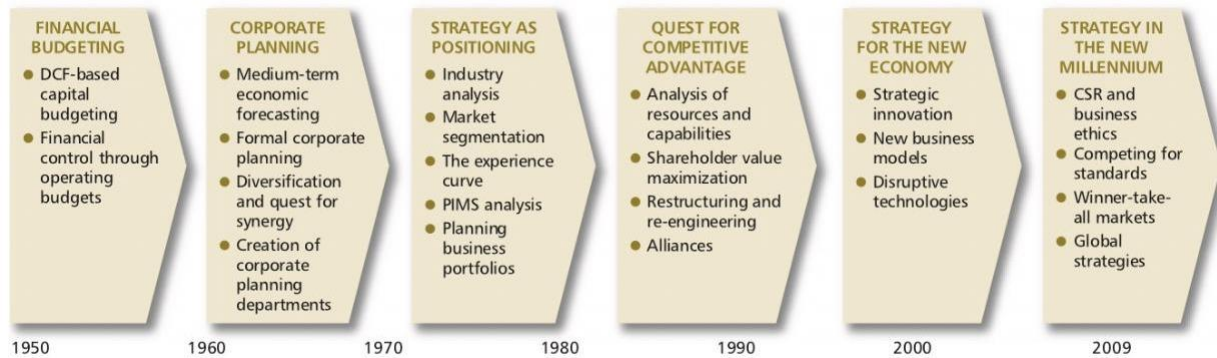 FINANCIAL
BUDGETING
● DCF-based
capital
budgeting
● Financial
control through
operating
budgets
CORPORATE
PLANNING
● Medium-term
economic
forecasting
● Formal corporate
planning
● Diversification
and quest for
synergy
● Creation of
corporate
planning
departments
STRATEGY AS
POSITIONING
● Industry
analysis
● Market
segmentation
● The experience
curve
● PIMS analysis
● Planning
business
portfolios
QUEST FOR
COMPETITIVE
ADVANTAGE
● Analysis of
resources and
capabilities
● Shareholder value
maximization
● Restructuring and
re-engineering
● Alliances
STRATEGY
FOR THE NEW
ECONOMY
● Strategic
innovation
● New business
models
● Disruptive
technologies
STRATEGY IN
THE NEW
MILLENNIUM
● CSR and
business
ethics
● Competing for
standards
● Winner-take-
all markets
● Global
strategies
1950 1960 1970 1980 1990 2000 2009